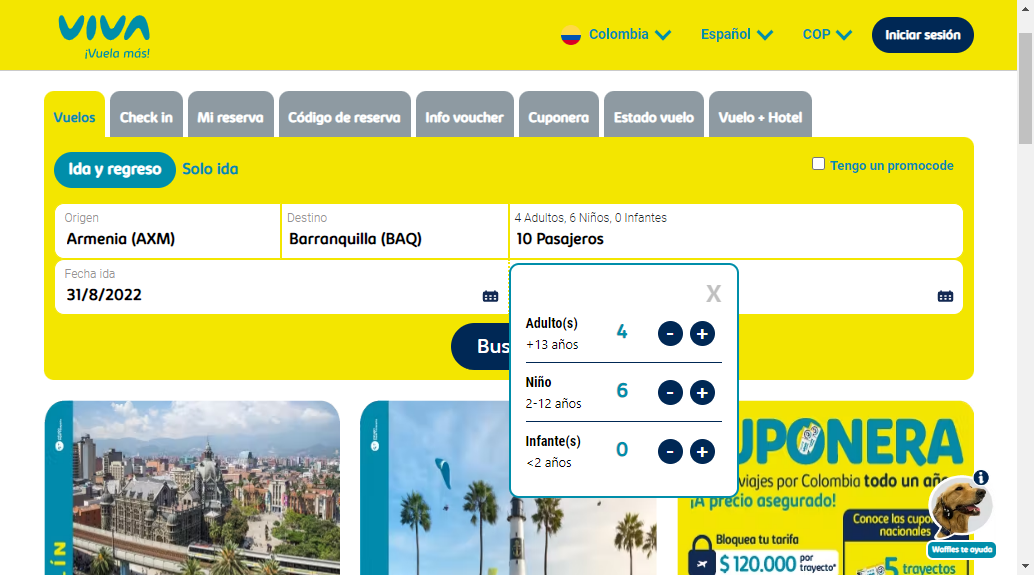 VIVA
¡Vuela más!
Colombia
Español
COP
Iniciar sesión
Vuelos
Check in
Mi reserva
Código de reserva
Info voucher
Cuponera
Estado vuelo
Vuelo + Hotel
Ida y regreso
Solo ida
Tengo un promocode
Origen
Armenia (AXM)
Destino
Barranquilla (BAQ)
4 Adultos, 6 Niños, 0 Infantes
10 Pasajeros
Fecha ida
31/8/2022
Bus
X
Adulto(s)
+13 años
4
- +
Niño
2-12 años
6
- +
Infante(s)
<2 años
0
- +
LÍN
UPONERA
viajes por Colombia todo un año
¡A precio asegurado!
Bloquea tu tarifa
$ 120.000 por trayecto*
Conoce las cupo
nacionales
5 trayectos
i
Waffles te ayuda